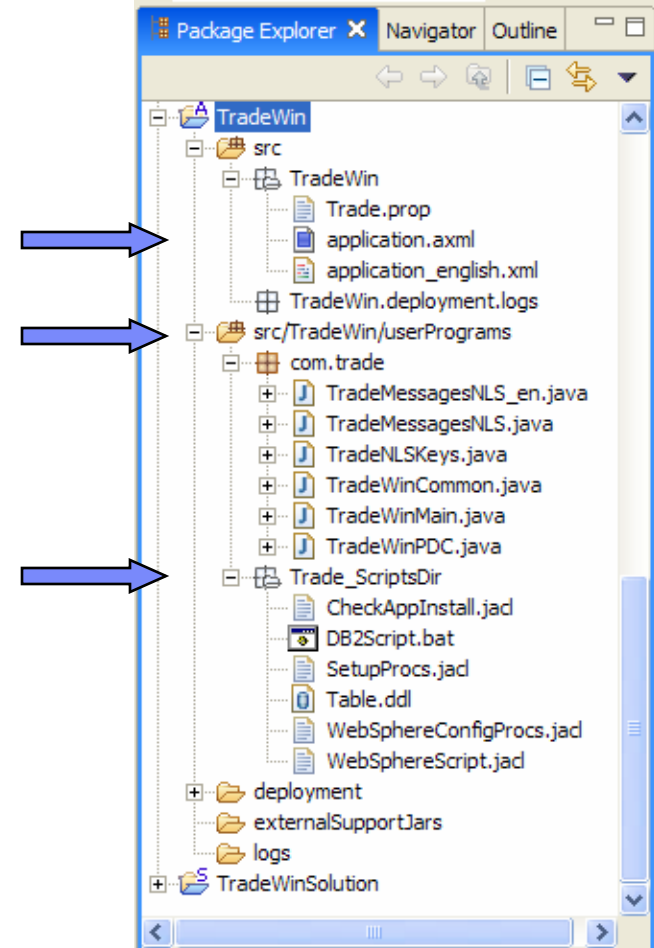 Package Explorer Navigator Outline
TradeWin
src
TradeWin
Trade.prop
application.axml
application_english.xml
TradeWin.deployment.logs
src/TradeWin/userPrograms
com.trade
TradeMessagesNLS_en.java
TradeMessagesNLS.java
TradeNLSKeys.java
TradeWinCommon.java
TradeWinMain.java
TradeWinPDC.java
Trade_ScriptsDir
CheckAppInstall.jacl
DB2Script.bat
SetupProcs.jacl
Table.ddl
WebSphereConfigProcs.jacl
WebSphereScript.jacl
deployment
externalSupportJars
logs
TradeWinSolution